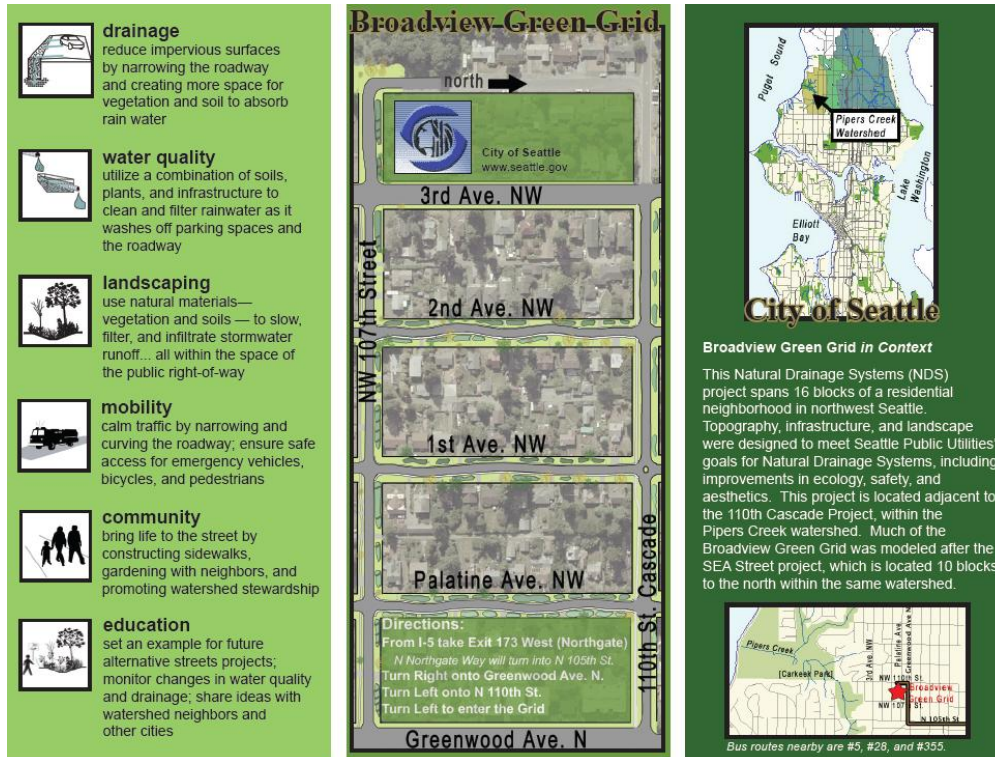 drainage
reduce impervious surfaces
by narrowing the roadway
and creating more space for
vegetation and soil to absorb
rain water
water quality
utilize a combination of soils,
plants, and infrastructure to
clean and filter rainwater as it
washes off parking spaces and
the roadway
landscaping
use natural materials—
vegetation and soils — to slow,
filter, and infiltrate stormwater
runoff... all within the space of
the public right-of-way
mobility
calm traffic by narrowing and
curving the roadway; ensure safe
access for emergency vehicles,
bicycles, and pedestrians
community
bring life to the street by
constructing sidewalks,
gardening with neighbors, and
promoting watershed stewardship
education
set an example for future
alternative streets projects;
monitor changes in water quality
and drainage; share ideas with
watershed neighbors and
other cities
Broadview Green Grid
north
City of Seattle
www.seattle.gov
3rd Ave. NW
NW 107th Street
2nd Ave. NW
1st Ave. NW
Palatine Ave. NW
110th St. Cascade
Directions:
From I-5 take Exit 173 West (Northgate)
N Northgate Way will turn into N 105th St.
Turn Right onto Greenwood Ave. N.
Turn Left onto N 110th St.
Turn Left to enter the Grid
Greenwood Ave. N
Puget Sound
Pipers Creek
Watershed
Lake
Washington
Elliott
Bay
City of Seattle
Broadview Green Grid in Context
This Natural Drainage Systems (NDS)
project spans 16 blocks of a residential
neighborhood in northwest Seattle.
Topography, infrastructure, and landscape
were designed to meet Seattle Public Utilities'
goals for Natural Drainage Systems, including
improvements in ecology, safety, and
aesthetics. This project is located adjacent to
the 110th Cascade Project, within the
Pipers Creek watershed. Much of the
Broadview Green Grid was modeled after the
SEA Street project, which is located 10 blocks
to the north within the same watershed.
Pipers Creek
[Carkeek Park]
3rd Ave. NW
Palatine Ave.
Greenwood Ave N
NW 110th St.
Broadview
Green Grid
NW 107th St.
N 105th St
Bus routes nearby are #5, #28, and #355.